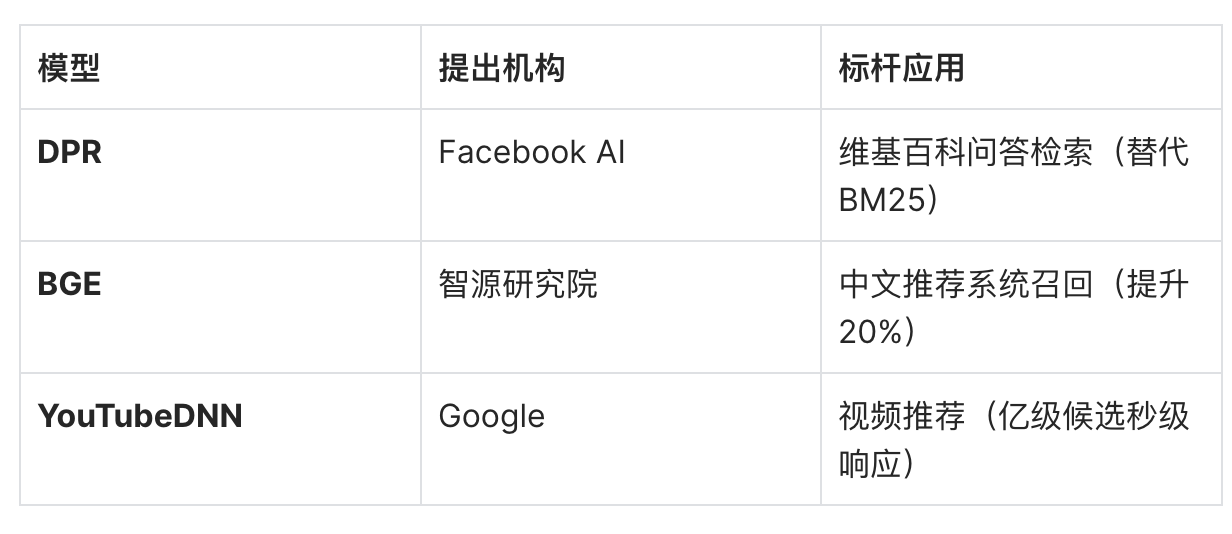 模型 提出机构 标杆应用
DPR Facebook AI 维基百科问答检索（替代
BM25）
BGE 智源研究院 中文推荐系统召回（提升
20%）
YouTubeDNN Google 视频推荐（亿级候选秒级
响应）